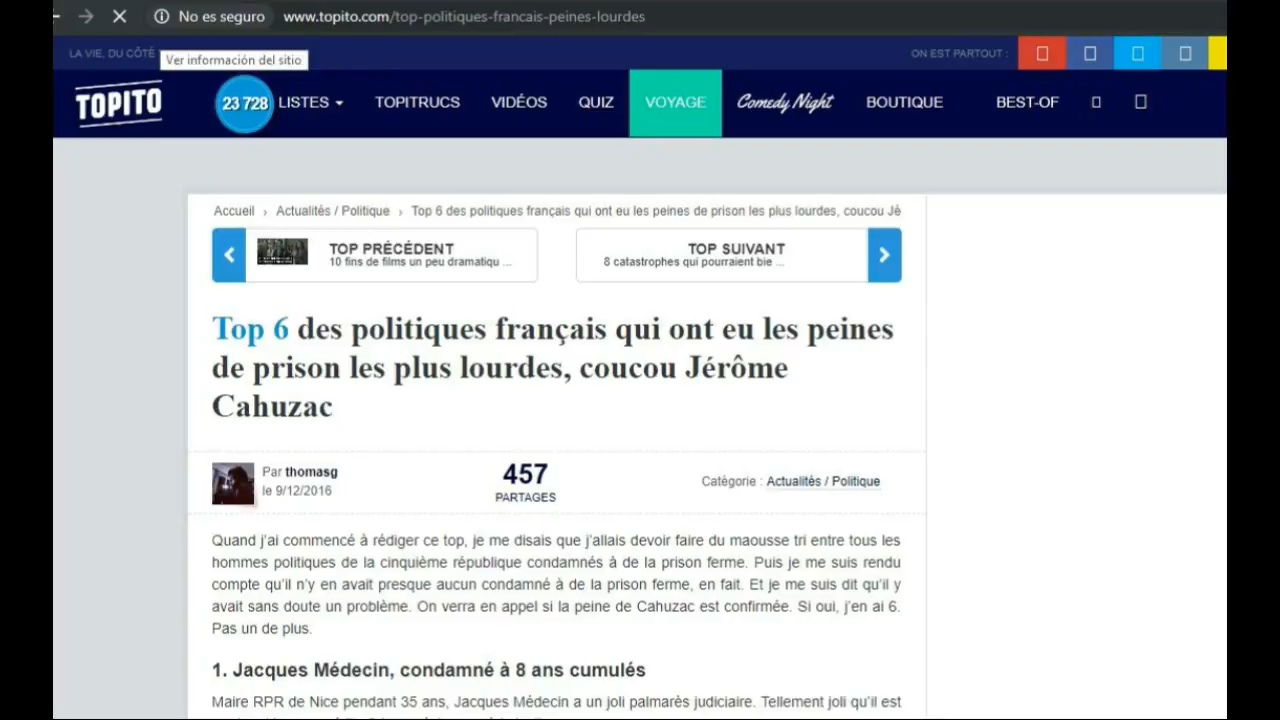 No es seguro www.topito.com/top-politiques-francais-peines-lourdes
LA VIE, DU CÔTÉ
Ver información del sitio
ON EST PARTOUT :
TOPITO 23 728 LISTES TOPITRUCS VIDÉOS QUIZ VOYAGE Comedy Night BOUTIQUE BEST-OF
Accueil › Actualités / Politique › Top 6 des politiques français qui ont eu les peines de prison les plus lourdes, coucou Jé
TOP PRÉCÉDENT
10 fins de films un peu dramatiqu ...
TOP SUIVANT
8 catastrophes qui pourraient bie ...
Top 6 des politiques français qui ont eu les peines
de prison les plus lourdes, coucou Jérôme
Cahuzac
Par thomasg
le 9/12/2016
457
PARTAGES
Catégorie : Actualités / Politique
Quand j'ai commencé à rédiger ce top, je me disais que j'allais devoir faire du maousse tri entre tous les
hommes politiques de la cinquième république condamnés à de la prison ferme. Puis je me suis rendu
compte qu'il n'y en avait presque aucun condamné à de la prison ferme, en fait. Et je me suis dit qu'il y
avait sans doute un problème. On verra en appel si la peine de Cahuzac est confirmée. Si oui, j'en ai 6.
Pas un de plus.
1. Jacques Médecin, condamné à 8 ans cumulés
Maire RPR de Nice pendant 35 ans, Jacques Médecin a un joli palmarès judiciaire. Tellement joli qu'il est